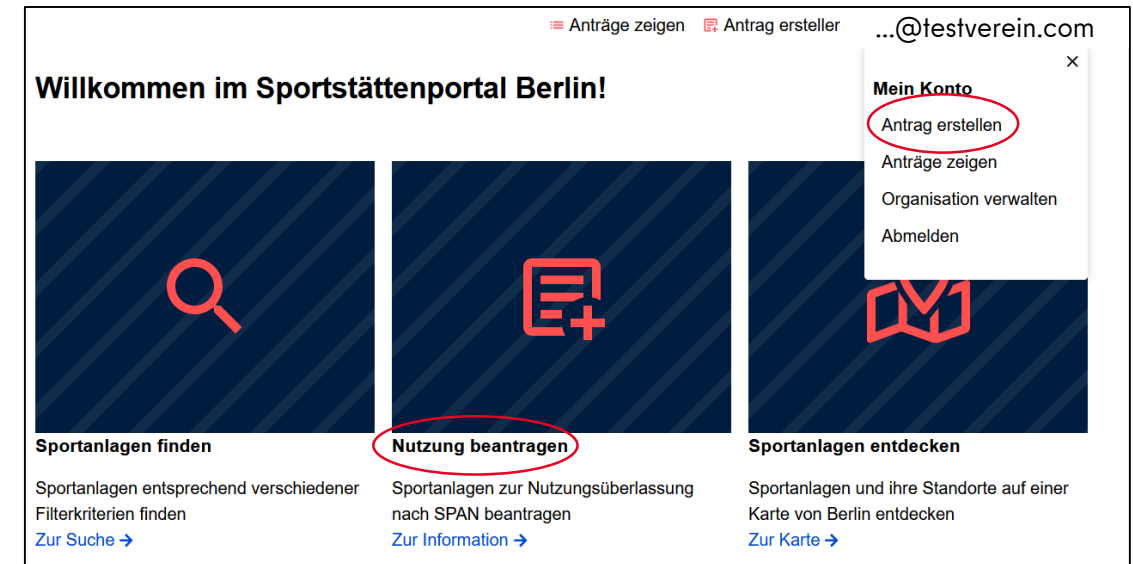 Anträge zeigen Antrag ersteller ...@testverein.com
Willkommen im Sportstättenportal Berlin!
Mein Konto
Antrag erstellen
Anträge zeigen
Organisation verwalten
Abmelden
Sportanlagen finden
Sportanlagen entsprechend verschiedener
Filterkriterien finden
Zur Suche →
Nutzung beantragen
Sportanlagen zur Nutzungsüberlassung
nach SPAN beantragen
Zur Information →
Sportanlagen entdecken
Sportanlagen und ihre Standorte auf einer
Karte von Berlin entdecken
Zur Karte →